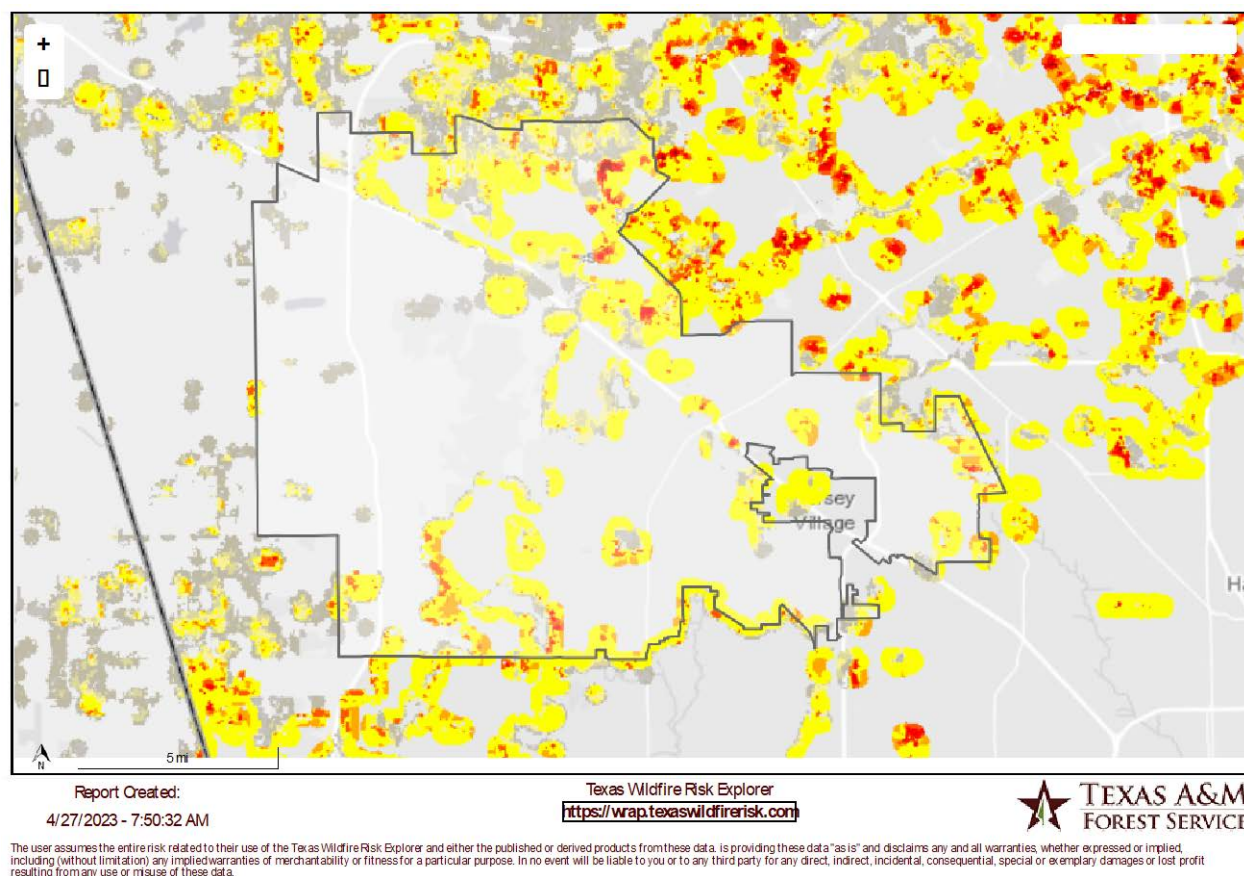 +
sey
Village
Ha
N
5 mi
Report Created:
4/27/2023 - 7:50:32 AM
Texas Wildfire Risk Explorer
https://wrap.texaswildfirerisk.com
TEXAS A&M
FOREST SERVICE
The user assumes the entire risk related to their use of the Texas Wildfire Risk Explorer and either the published or derived products from these data. is providing these data "as is" and disclaims any and all warranties, whether expressed or implied,
including (without limitation) any implied warranties of merchantability or fitness for a particular purpose. In no event will be liable to you or to any third party for any direct, indirect, incidental, consequential, special or exemplary damages or lost profit
resulting from any use or misuse of these data.